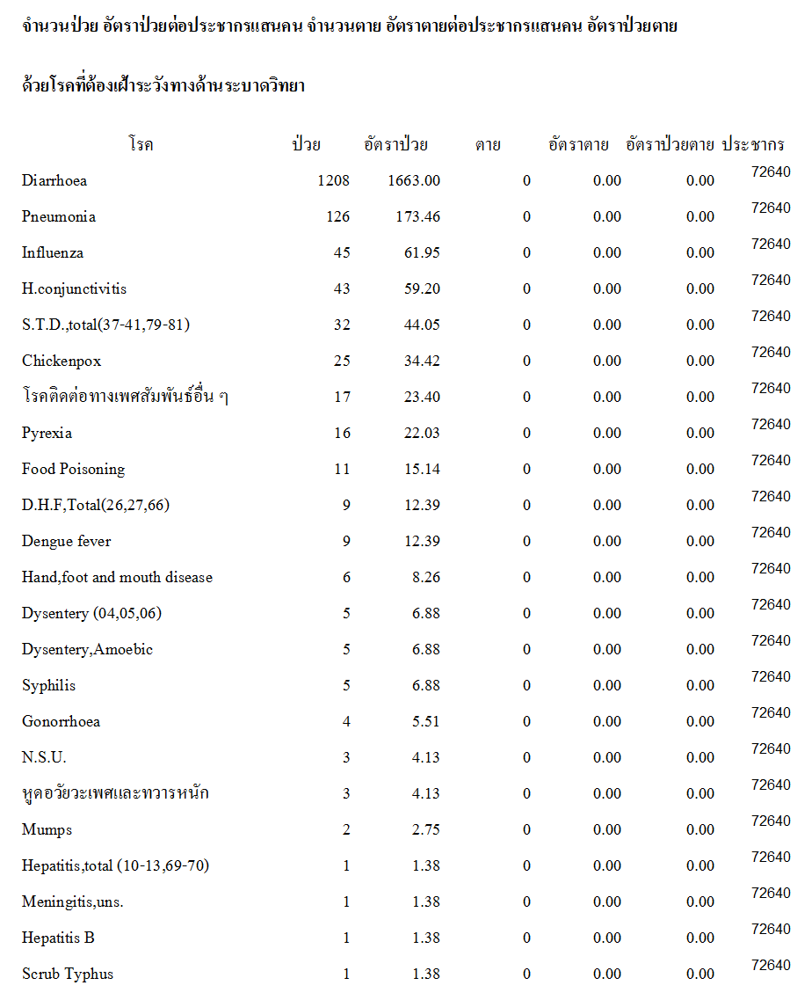 จำนวนป่วย อัตราป่วยต่อประชากรแสนคน จำนวนตาย อัตราตายต่อประชากรแสนคน อัตราป่วยตาย
ด้วยโรคที่ต้องเฝ้าระวังทางด้านระบาดวิทยา
โรค ป่วย อัตราป่วย ตาย อัตราตาย อัตราป่วยตาย ประชากร
Diarrhoea 1208 1663.00 0 0.00 0.00 72640
Pneumonia 126 173.46 0 0.00 0.00 72640
Influenza 45 61.95 0 0.00 0.00 72640
H.conjunctivitis 43 59.20 0 0.00 0.00 72640
S.T.D.,total(37-41,79-81) 32 44.05 0 0.00 0.00 72640
Chickenpox 25 34.42 0 0.00 0.00 72640
โรคติดต่อทางเพศสัมพันธ์อื่น ๆ 17 23.40 0 0.00 0.00 72640
Pyrexia 16 22.03 0 0.00 0.00 72640
Food Poisoning 11 15.14 0 0.00 0.00 72640
D.H.F,Total(26,27,66) 9 12.39 0 0.00 0.00 72640
Dengue fever 9 12.39 0 0.00 0.00 72640
Hand,foot and mouth disease 6 8.26 0 0.00 0.00 72640
Dysentery (04,05,06) 5 6.88 0 0.00 0.00 72640
Dysentery,Amoebic 5 6.88 0 0.00 0.00 72640
Syphilis 5 6.88 0 0.00 0.00 72640
Gonorrhoea 4 5.51 0 0.00 0.00 72640
N.S.U. 3 4.13 0 0.00 0.00 72640
หูดอวัยวะเพศและทวารหนัก 3 4.13 0 0.00 0.00 72640
Mumps 2 2.75 0 0.00 0.00 72640
Hepatitis,total (10-13,69-70) 1 1.38 0 0.00 0.00 72640
Meningitis,uns. 1 1.38 0 0.00 0.00 72640
Hepatitis B 1 1.38 0 0.00 0.00 72640
Scrub Typhus 1 1.38 0 0.00 0.00 72640